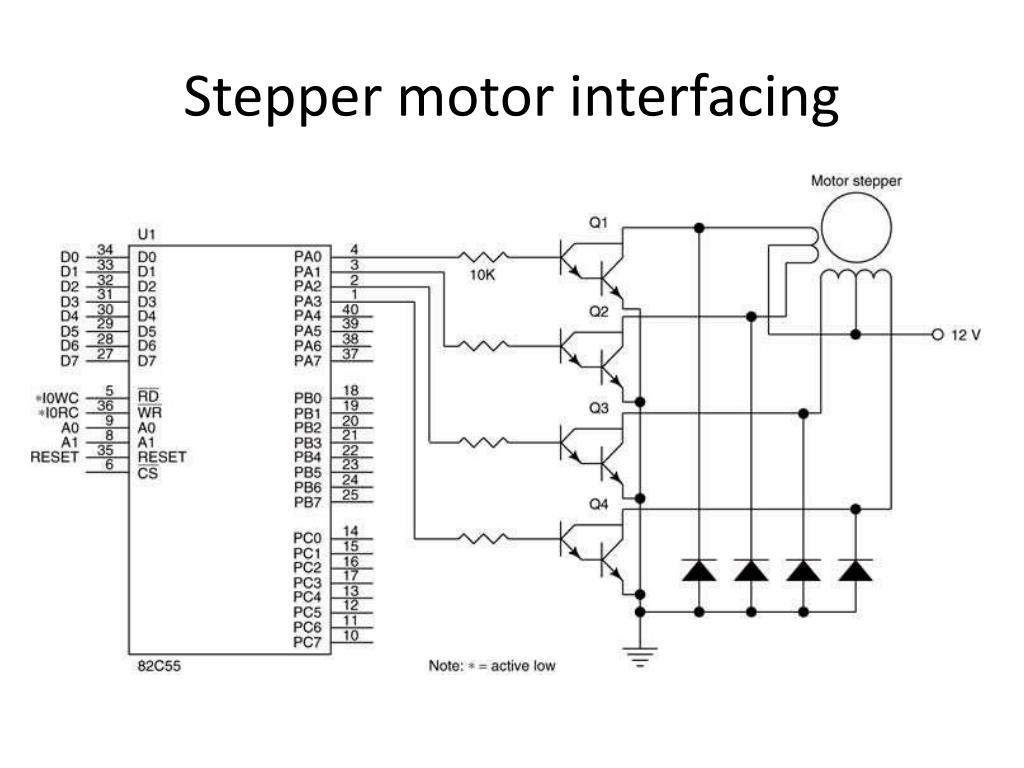 Stepper motor interfacing
Motor stepper
U1
Q1
D0 34 D0 PA0 4
D1 33 D1 PA1 3
D2 32 D2 PA2 2
D3 31 D3 PA3 1
D4 30 D4 PA4 40
D5 29 D5 PA5 39
D6 28 D6 PA6 38
D7 27 D7 PA7 37
10K
Q2
12 V
*I0WC 5 RD PB0 18
*I0RC 36 WR PB1 19
A0 9 A0 PB2 20
A1 8 A1 PB3 21
RESET 35 RESET PB4 22
6 CS PB5 23
PB6 24
PB7 25
Q3
Q4
PC0 14
PC1 15
PC2 16
PC3 17
PC4 13
PC5 12
PC6 11
PC7 10
82C55
Note: * = active low